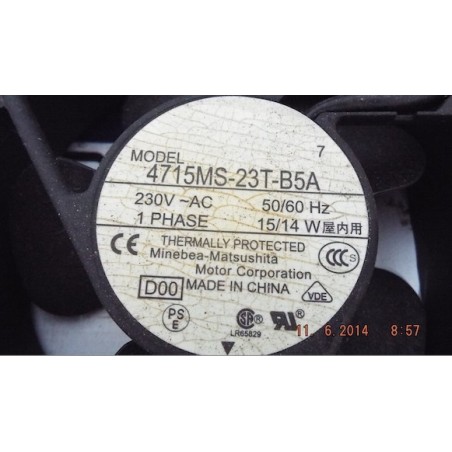 7
MODEL 4715MS-23T-B5A
230V ~AC 50/60 Hz
1 PHASE 15/14 W屋内用
CE THERMALLY PROTECTED CCC S
Minebea-Matsushita
Motor Corporation
D00 MADE IN CHINA VDE
PS E
LR65829
11 6.2014 8:57